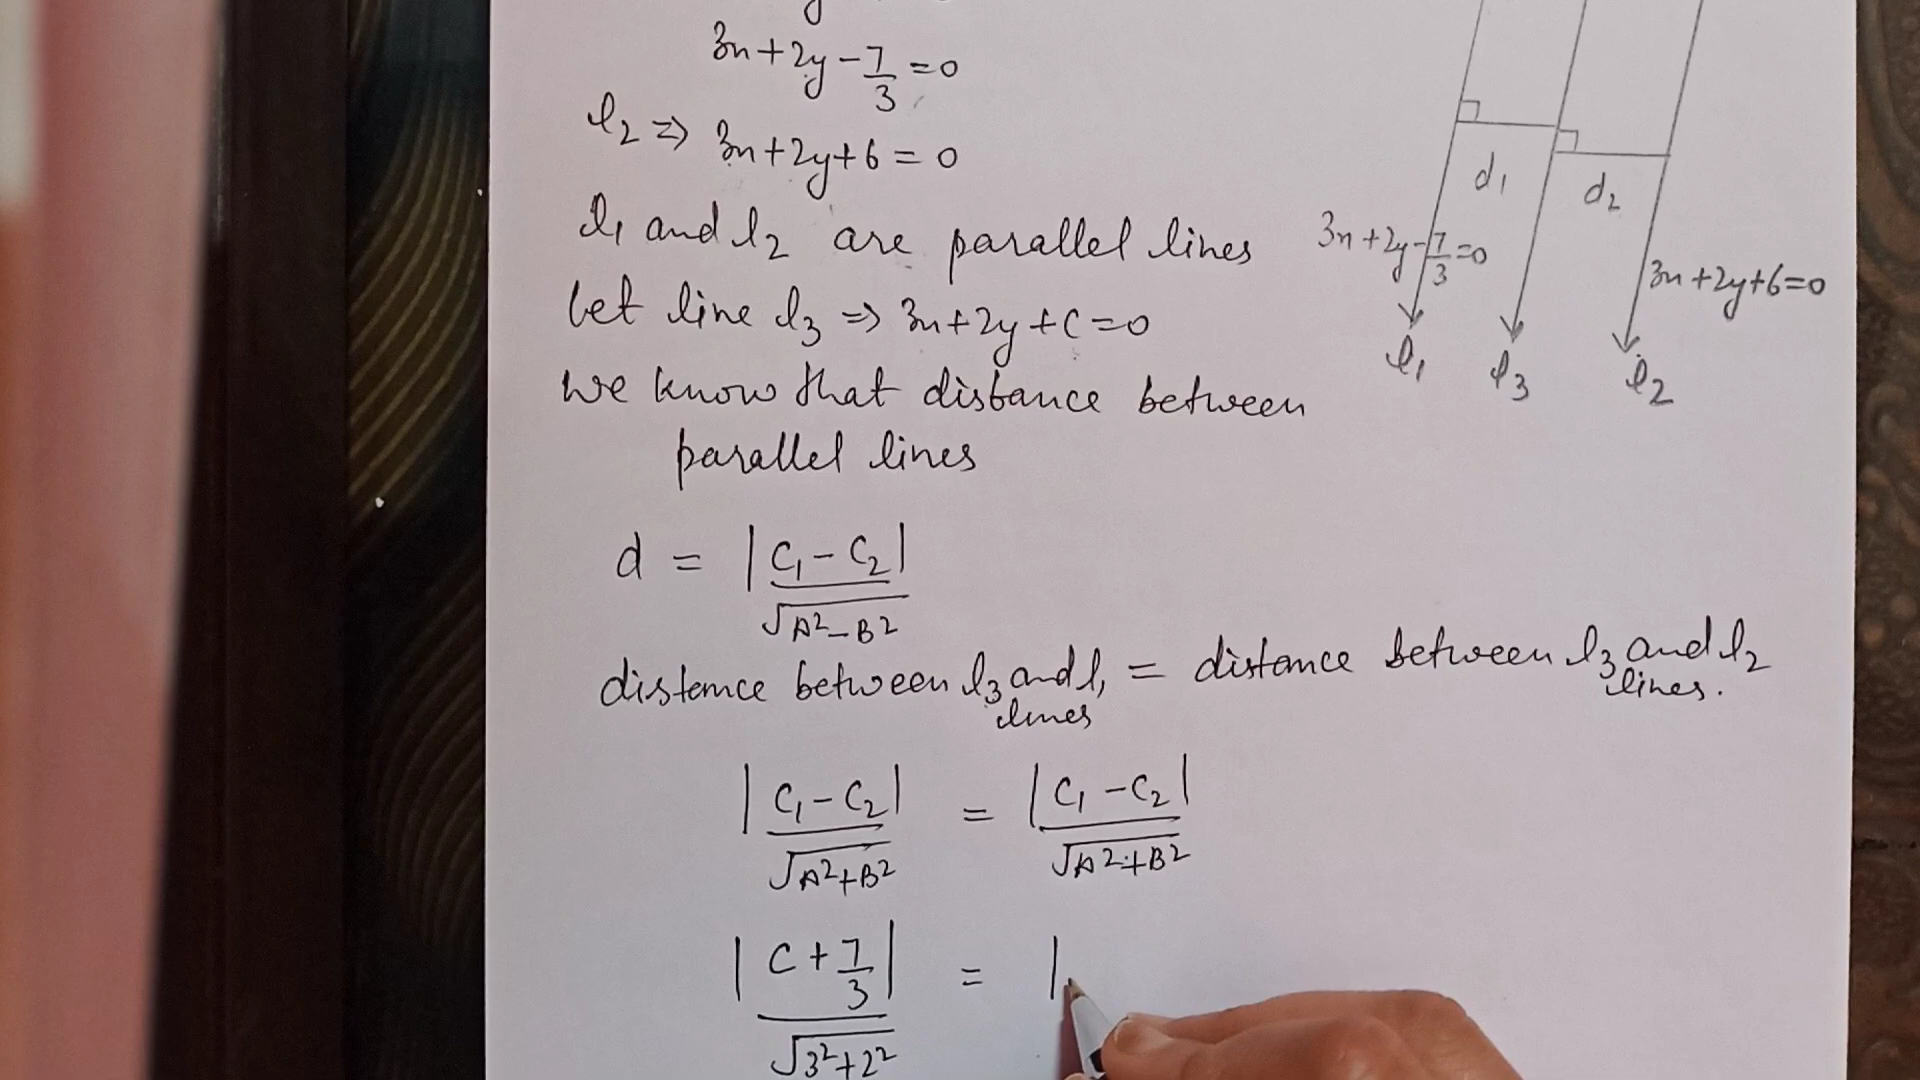 3x+2y-7/3=0
l2 => 3x+2y+6=0
l1 and l2 are parallel lines
let line l3 => 3x+2y+C=0
we know that distance between
parallel lines
d = |C1-C2|/√A²-B²
distance between l3 and l1 lines = distance between l3 and l2 lines.
|C1-C2|/√A²+B² = |C1-C2|/√A²+B²
|C+7/3|/√3²+2² = |
d1
d2
3x+2y-7/3=0
3x+2y+6=0
l1
l3
l2